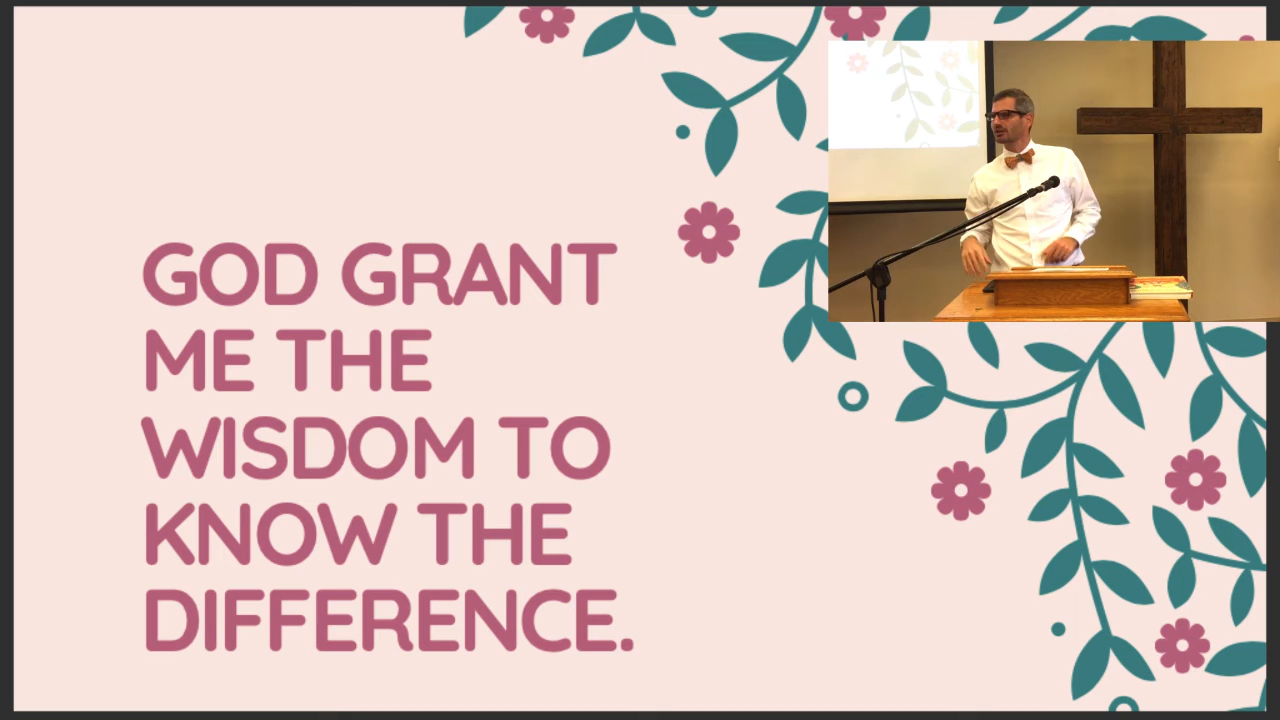 GOD GRANT
ME THE
WISDOM TO
KNOW THE
DIFFERENCE.